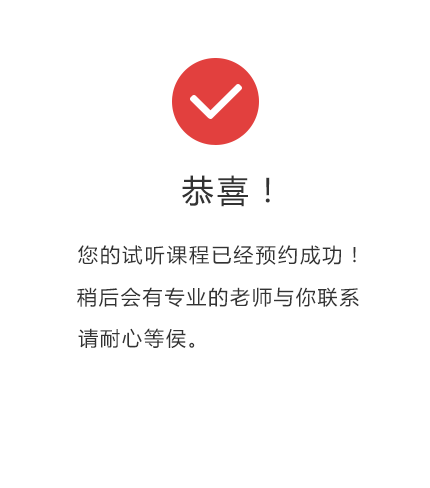 恭喜！
您的试听课程已经预约成功！
稍后会有专业的老师与你联系
请耐心等侯。